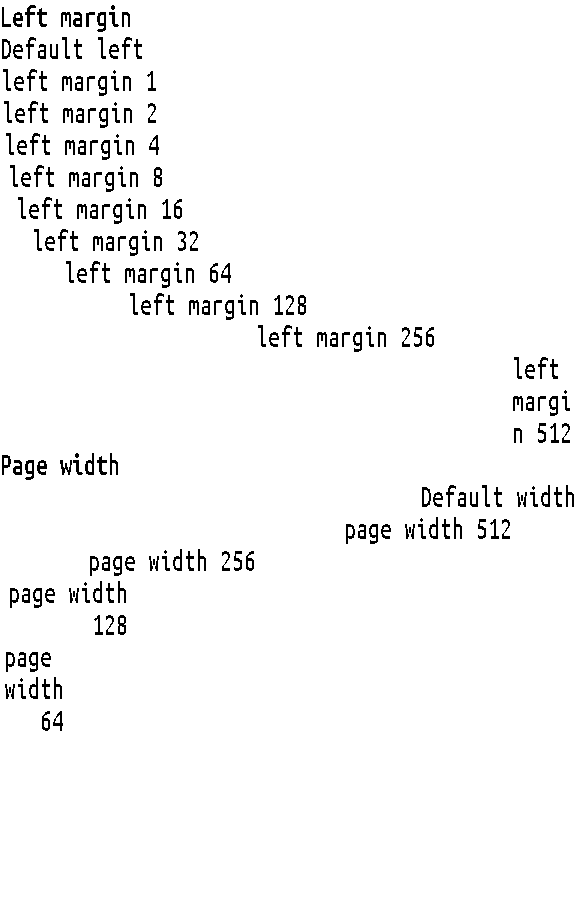 Left margin
Default left
left margin 1
left margin 2
left margin 4
left margin 8
left margin 16
left margin 32
left margin 64
left margin 128
left margin 256
left
margi
n 512
Page width
Default width
page width 512
page width 256
page width
128
page
width
64